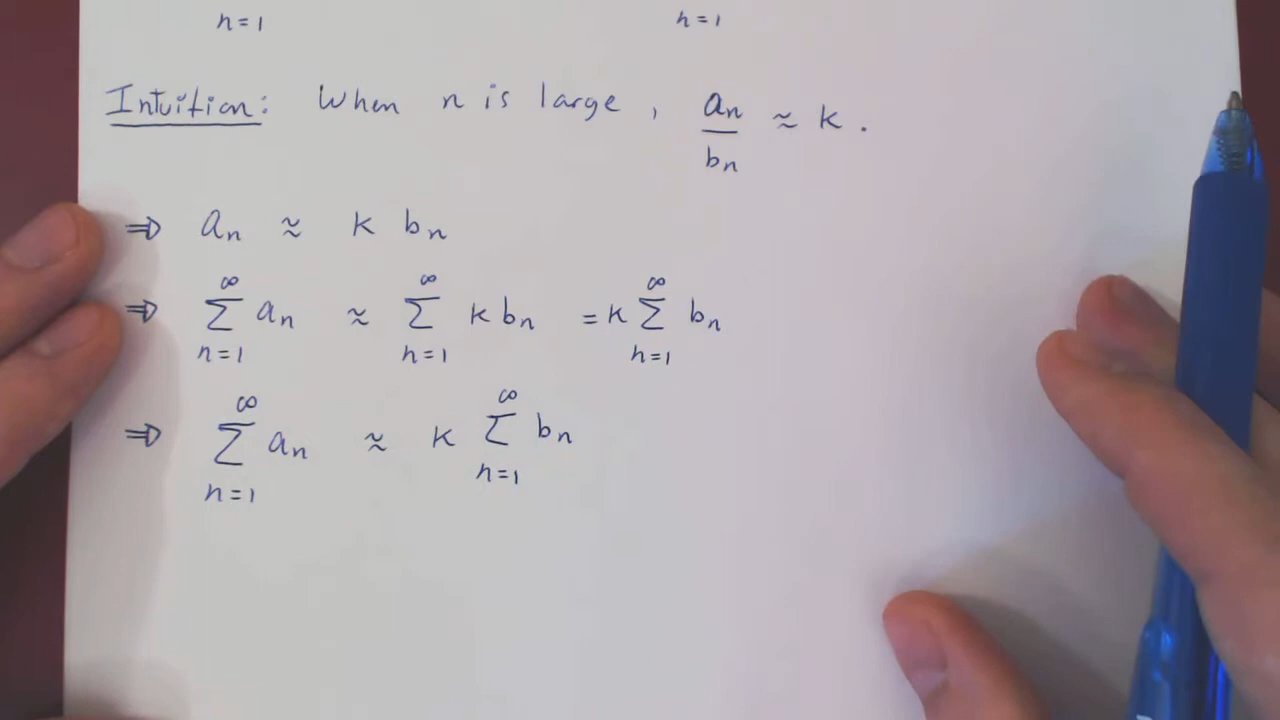 n=1 n=1
Intuition: When n is large, an/bn ≈ k.
⇒ an ≈ k bn
⇒ ∞∑n=1 an ≈ ∞∑n=1 k bn = k ∞∑n=1 bn
⇒ ∞∑n=1 an ≈ k ∞∑n=1 bn